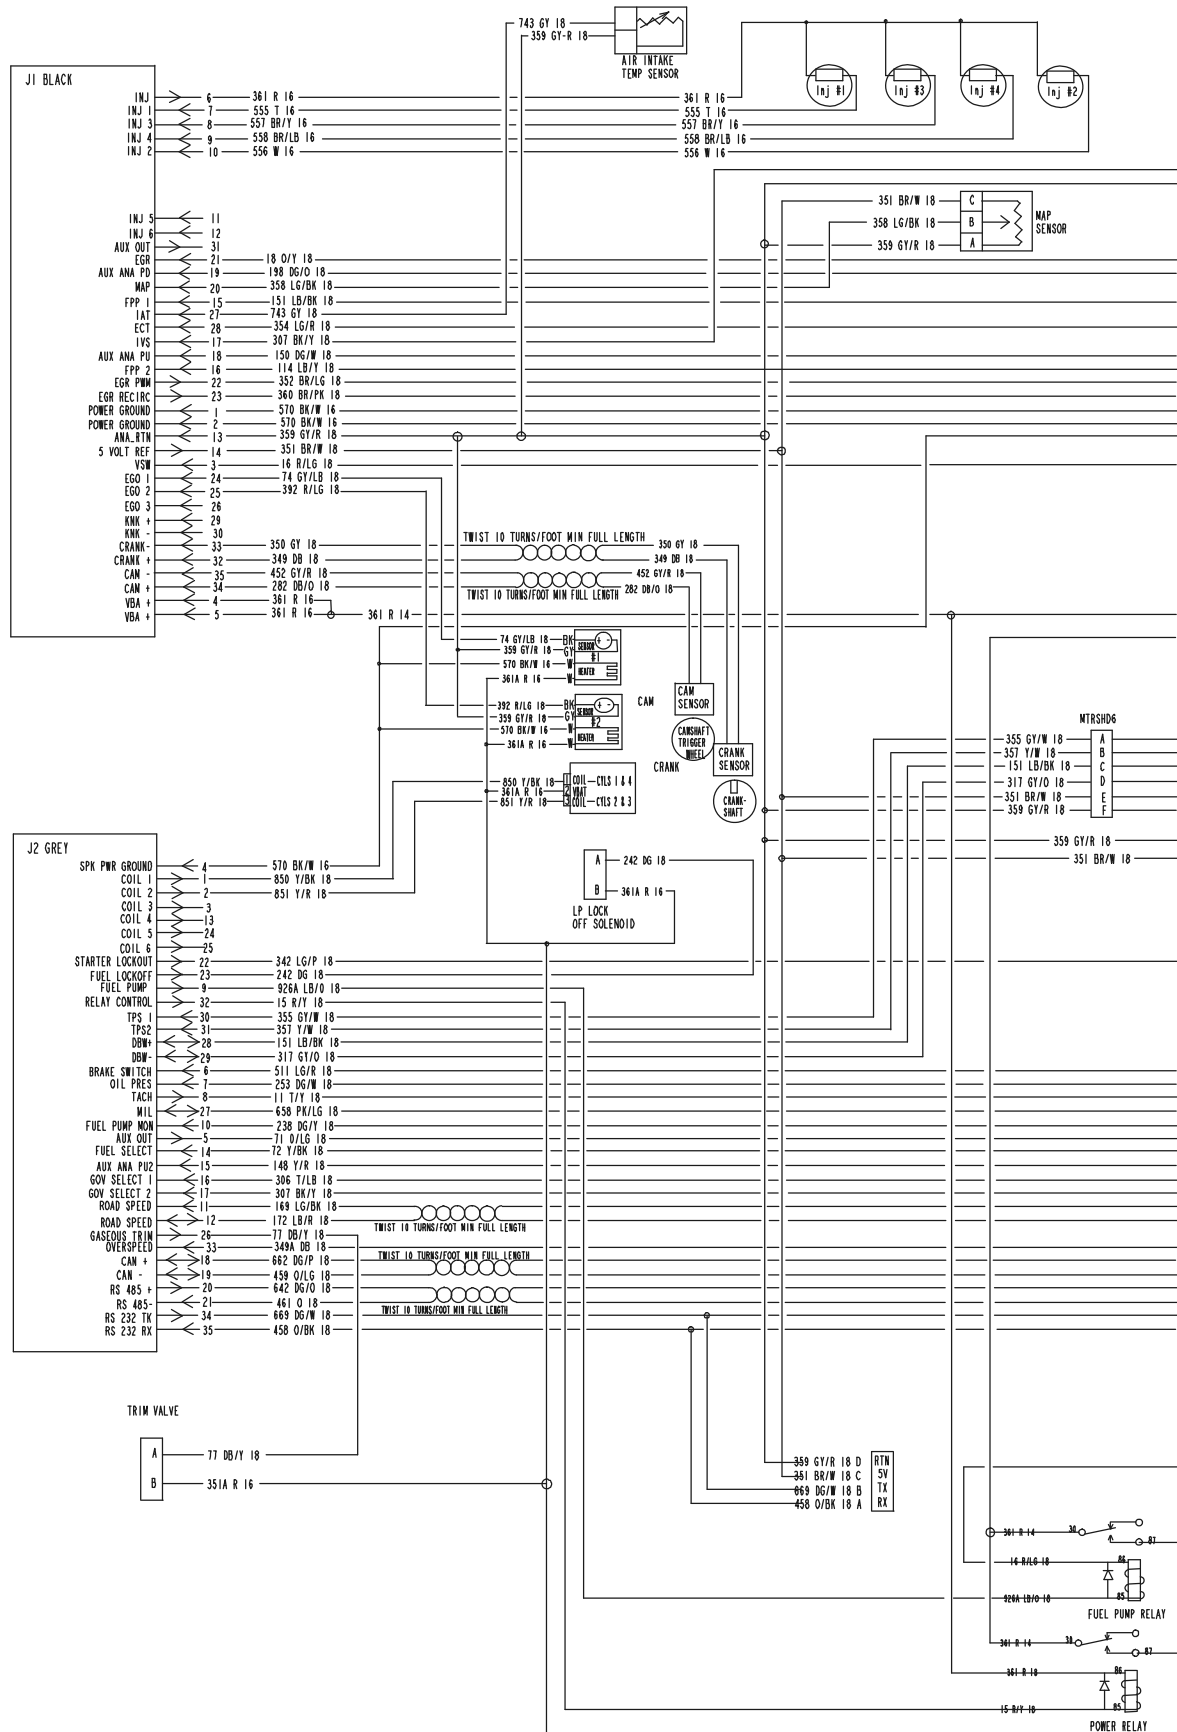 743 GY 18
359 GY-R 18
AIR INTAKE
TEMP SENSOR
Inj #1
Inj #3
Inj #4
Inj #2
J1 BLACK
INJ 6 361 R 16 361 R 16
INJ 1 7 555 T 16 555 T 16
INJ 3 8 557 BR/Y 16 557 BR/Y 16
INJ 4 9 558 BR/LB 16 558 BR/LB 16
INJ 2 10 556 W 16 556 W 16
351 BR/W 18 C
358 LG/BK 18 B
359 GY/R 18 A
MAP
SENSOR
INJ 5 11
INJ 6 12
AUX OUT 31
EGR 21 18 O/Y 18
AUX ANA PD 19 198 DG/O 18
MAP 20 358 LG/BK 18
FPP 1 15 151 LB/BK 18
IAT 27 743 GY 18
ECT 28 354 LG/R 18
IVS 17 307 BK/Y 18
AUX ANA PU 18 150 DG/W 18
FPP 2 16 114 LB/Y 18
EGR PWM 22 352 BR/LG 18
EGR RECIRC 23 360 BR/PK 18
POWER GROUND 1 570 BK/W 16
POWER GROUND 2 570 BK/W 16
ANA_RTN 13 359 GY/R 18
5 VOLT REF 14 351 BR/W 18
VSW 3 16 R/LG 18
EGO 1 24 74 GY/LB 18
EGO 2 25 392 R/LG 18
EGO 3 26
KNK + 29
KNK - 30
TWIST 10 TURNS/FOOT MIN FULL LENGTH
CRANK- 33 350 GY 18 350 GY 18
CRANK + 32 349 DB 18 349 DB 18
CAM - 35 452 GY/R 18 452 GY/R 18
CAM + 34 282 DB/O 18 282 DB/O 18
TWIST 10 TURNS/FOOT MIN FULL LENGTH
VBA + 4 361 R 16
VBA + 5 361 R 16 361 R 14
74 GY/LB 18 BK
359 GY/R 18 GY
570 BK/W 16 W
361A R 16 W
SENSOR
+ -
#1
HEATER
392 R/LG 18 BK
359 GY/R 18 GY
570 BK/W 16 W
361A R 16 W
SENSOR
+ -
#2
HEATER
CAM
CAM
SENSOR
CAMSHAFT
TRIGGER
WHEEL
CRANK
CRANK
SENSOR
CRANK-
SHAFT
850 Y/BK 18 1 COIL CYLS 1 & 4
361A R 16 2 VBAT
851 Y/R 18 3 COIL CYLS 2 & 3
MTRSHD6
355 GY/W 18 A
357 Y/W 18 B
151 LB/BK 18 C
317 GY/O 18 D
351 BR/W 18 E
359 GY/R 18 F
359 GY/R 18
351 BR/W 18
A 242 DG 18
B 361A R 16
LP LOCK
OFF SOLENOID
J2 GREY
SPK PWR GROUND 4 570 BK/W 16
COIL 1 1 850 Y/BK 18
COIL 2 2 851 Y/R 18
COIL 3 3
COIL 4 13
COIL 5 24
COIL 6 25
STARTER LOCKOUT 22 342 LG/P 18
FUEL LOCKOFF 23 242 DG 18
FUEL PUMP 9 926A LB/O 18
RELAY CONTROL 32 15 R/Y 18
TPS 1 30 355 GY/W 18
TPS2 31 357 Y/W 18
DBW+ 28 151 LB/BK 18
DBW- 29 317 GY/O 18
BRAKE SWITCH 6 511 LG/R 18
OIL PRES 7 253 DG/W 18
TACH 8 11 T/Y 18
MIL 27 658 PK/LG 18
FUEL PUMP MON 10 238 DG/Y 18
AUX OUT 5 71 O/LG 18
FUEL SELECT 14 72 Y/BK 18
AUX ANA PU2 15 148 Y/R 18
GOV SELECT 1 16 306 T/LB 18
GOV SELECT 2 17 307 BK/Y 18
ROAD SPEED 11 169 LG/BK 18
ROAD SPEED 12 172 LB/R 18
TWIST 10 TURNS/FOOT MIN FULL LENGTH
GASEOUS TRIM 26 77 DB/Y 18
OVERSPEED 33 349A DB 18
TWIST 10 TURNS/FOOT MIN FULL LENGTH
CAN + 18 662 DG/P 18
CAN - 19 459 O/LG 18
RS 485 + 20 642 DG/O 18
RS 485- 21 461 O 18
TWIST 10 TURNS/FOOT MIN FULL LENGTH
RS 232 TK 34 669 DG/W 18
RS 232 RX 35 458 O/BK 18
TRIM VALVE
A 77 DB/Y 18
B 351A R 16
359 GY/R 18 D RTN
351 BR/W 18 C 5V
669 DG/W 18 B TX
458 O/BK 18 A RX
361 R 14 30 87
16 R/LG 18 86
926A LB/O 18 85
FUEL PUMP RELAY
361 R 14 30 87
361 R 18 86
15 R/Y 18 85
POWER RELAY